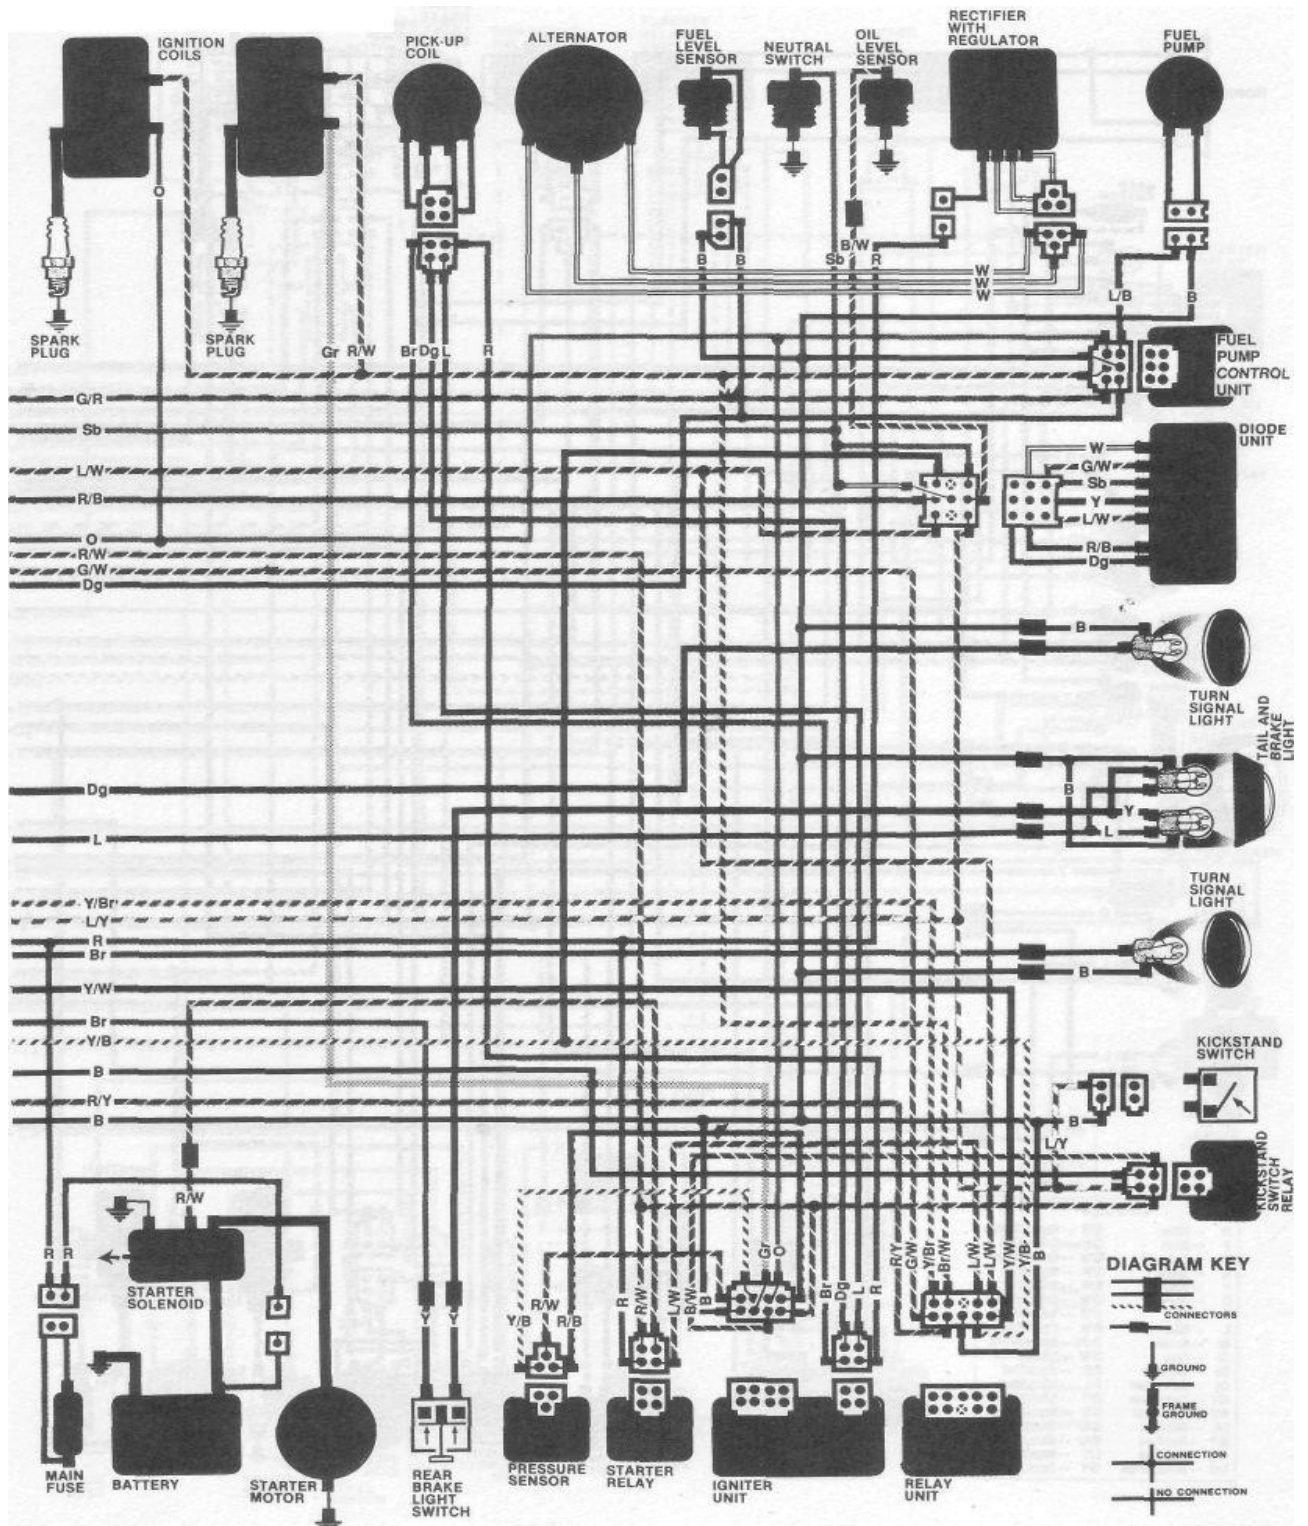 IGNITION
COILS
PICK-UP
COIL
ALTERNATOR
FUEL
LEVEL
SENSOR
NEUTRAL
SWITCH
OIL
LEVEL
SENSOR
RECTIFIER
WITH
REGULATOR
FUEL
PUMP
O
B
B
Sb
B/W
R
W
W
W
L/B
B
SPARK
PLUG
SPARK
PLUG
Gr
R/W
Br
Dg
L
R
FUEL
PUMP
CONTROL
UNIT
G/R
Sb
L/W
R/B
O
R/W
G/W
Dg
DIODE
UNIT
W
G/W
Sb
Y
L/W
R/B
Dg
B
TURN
SIGNAL
LIGHT
TAIL AND
BRAKE
LIGHT
Dg
B
Y
L
L
TURN
SIGNAL
LIGHT
Y/Br
L/Y
R
Br
B
Y/W
Br
Y/B
B
R/Y
B
KICKSTAND
SWITCH
B
L/Y
KICKSTAND
SWITCH
RELAY
R/W
R
R
STARTER
SOLENOID
Y
Y
Y/B
R/W
R/B
R
R/W
L/W
B
B/W
Gr
O
Br
Dg
L
R
R/Y
G/W
Y/Br
Br/W
L/W
L/W
Y/W
Y/B
B
DIAGRAM KEY
CONNECTORS
GROUND
FRAME
GROUND
CONNECTION
NO CONNECTION
MAIN
FUSE
BATTERY
STARTER
MOTOR
REAR
BRAKE
LIGHT
SWITCH
PRESSURE
SENSOR
STARTER
RELAY
IGNITER
UNIT
RELAY
UNIT